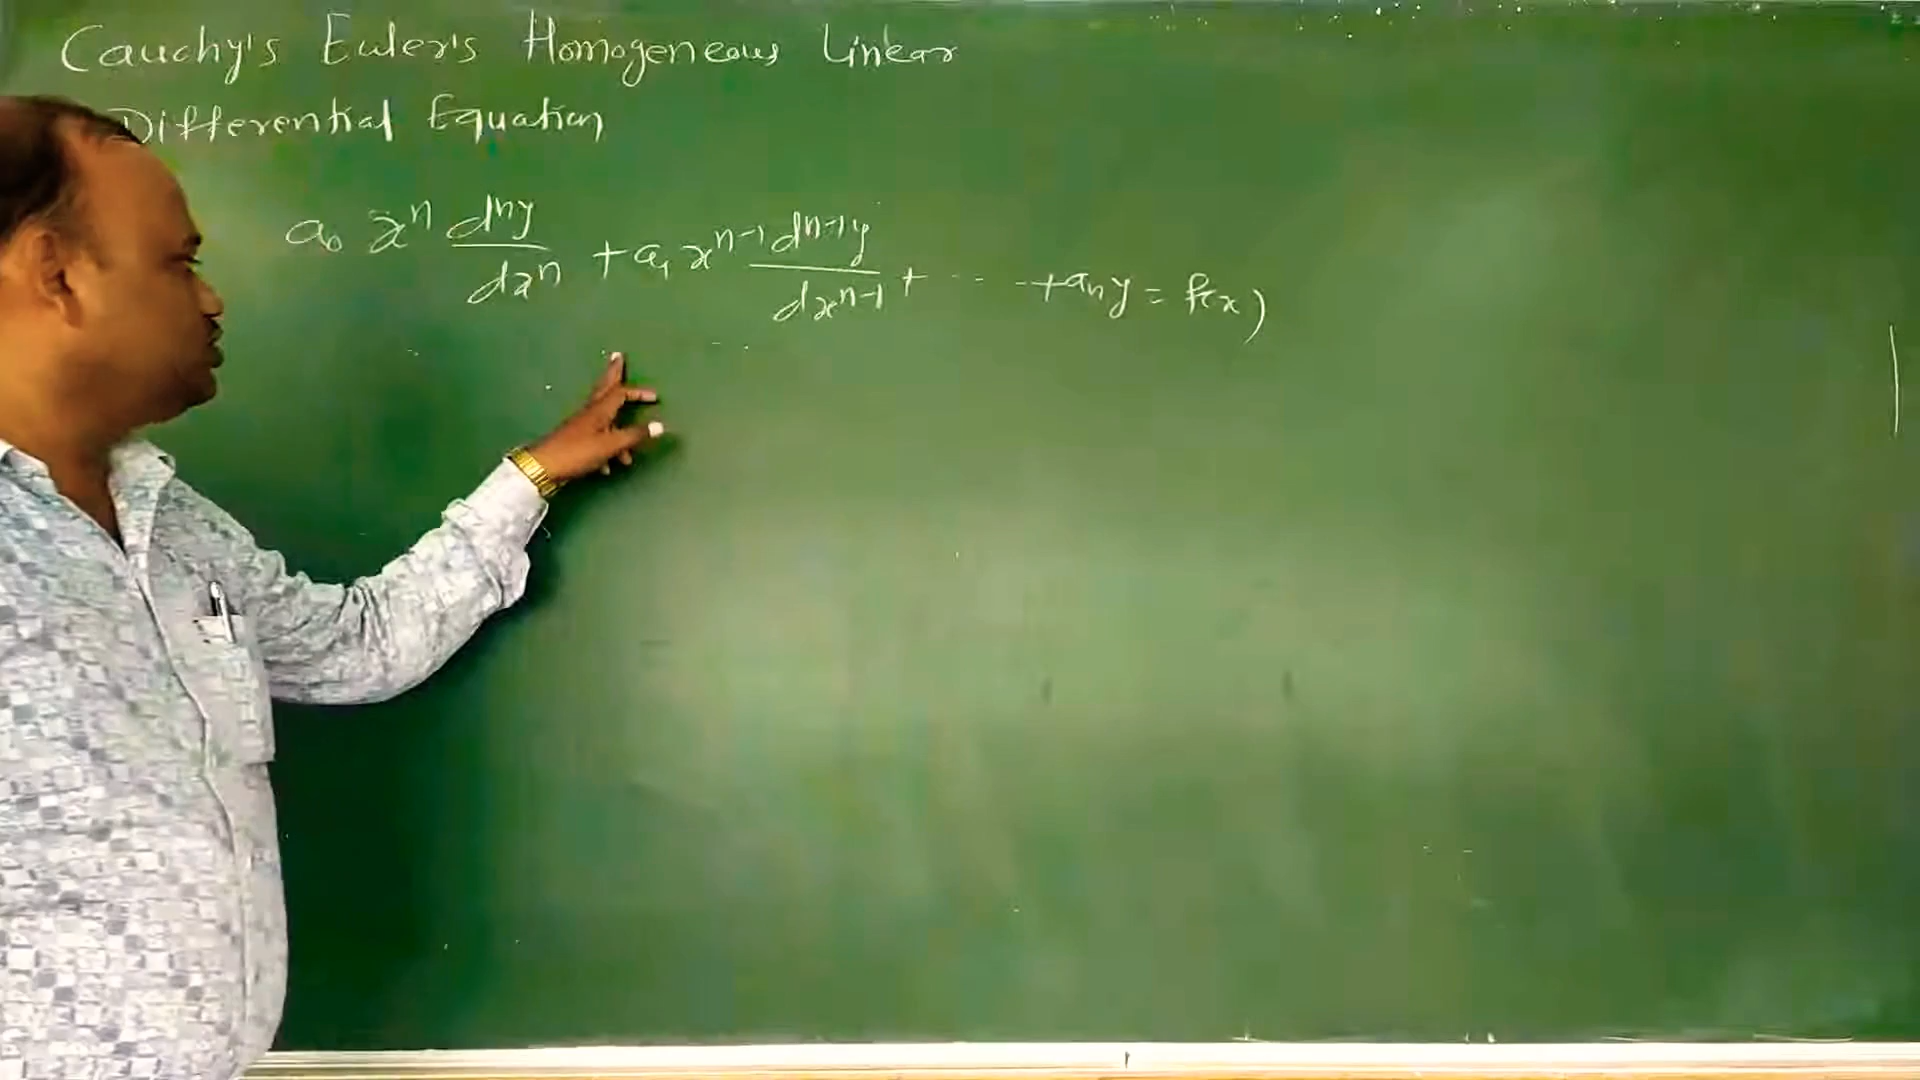 Cauchy's Euler's Homogeneous Linear
Differential Equation
a₀ xⁿ dⁿy/dxⁿ + a₁ xⁿ⁻¹ dⁿ⁻¹y/dxⁿ⁻¹ + - - - + aₙy = f(x)